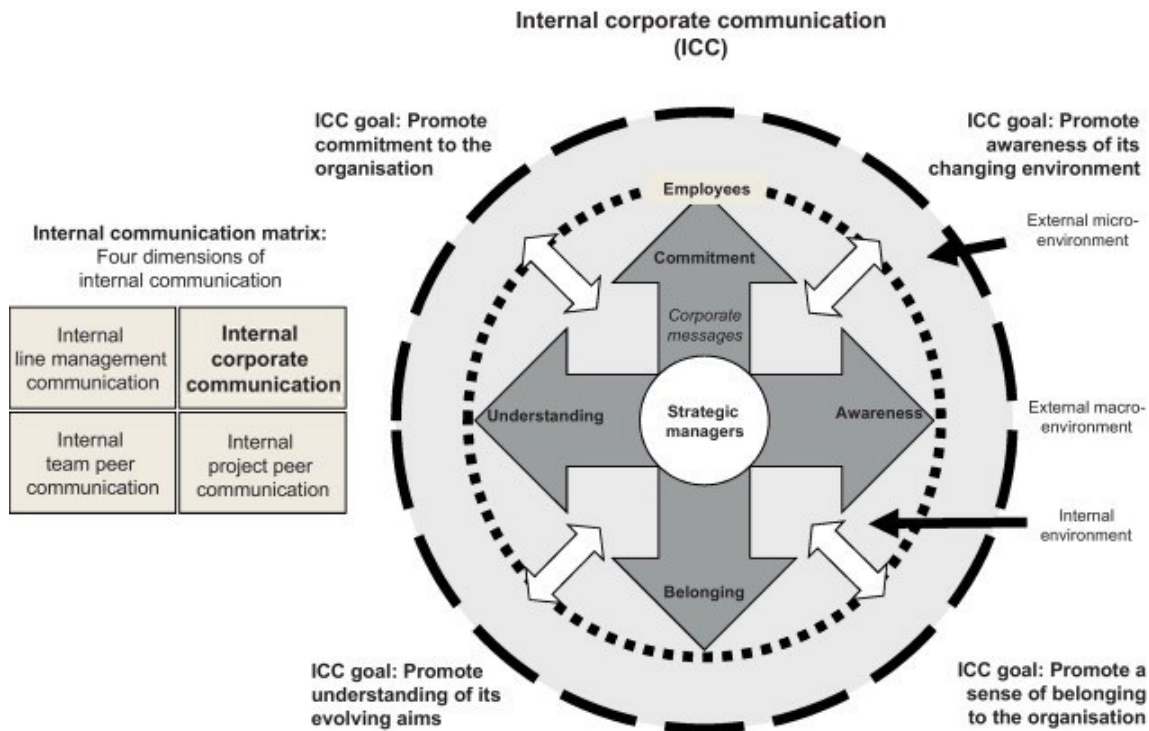 Internal corporate communication
(ICC)
ICC goal: Promote
commitment to the
organisation
ICC goal: Promote
awareness of its
changing environment
Employees
External micro-
environment
Internal communication matrix:
Four dimensions of
internal communication
Internal
line management
communication
Internal
corporate
communication
Internal
team peer
communication
Internal
project peer
communication
Commitment
Corporate
messages
Understanding
Strategic
managers
Awareness
Belonging
External macro-
environment
Internal
environment
ICC goal: Promote
understanding of its
evolving aims
ICC goal: Promote a
sense of belonging
to the organisation